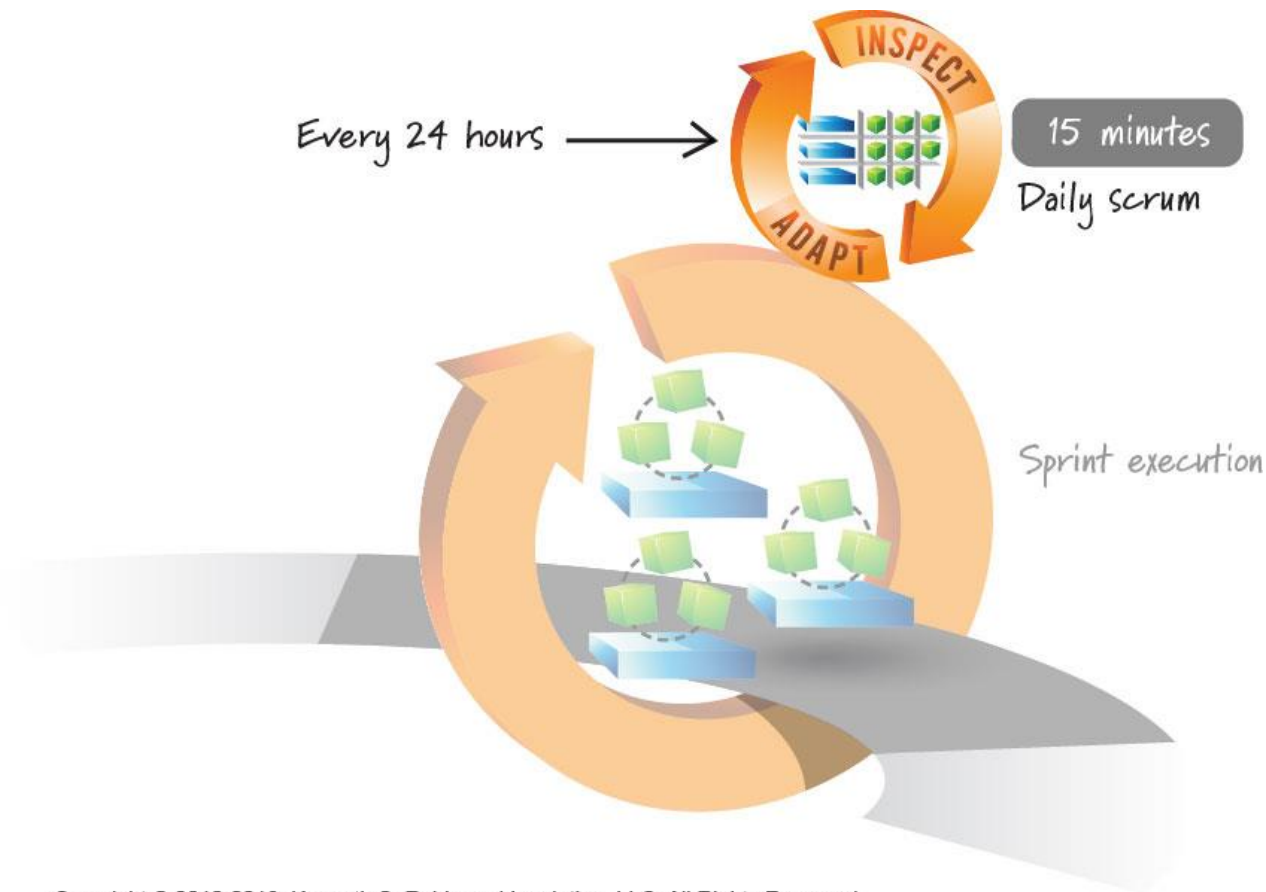 INSPECT
Every 24 hours
15 minutes
Daily scrum
ADAPT
Sprint execution